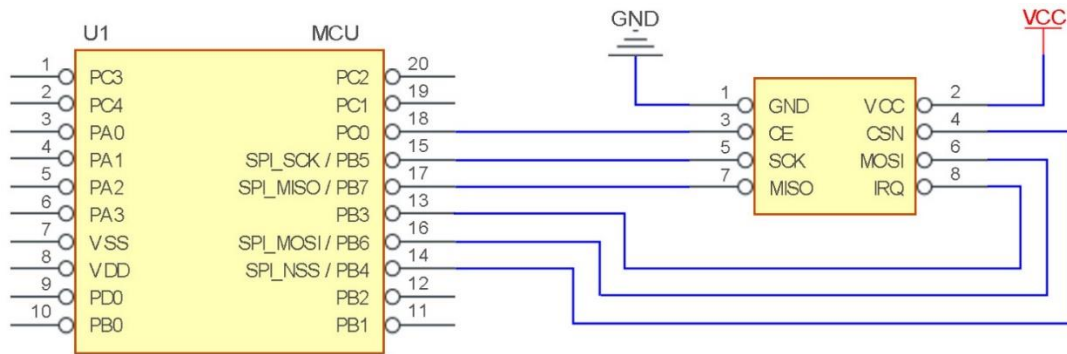 GND
VCC
U1 MCU
1 PC3 PC2 20
2 PC4 PC1 19
3 PA0 PC0 18
4 PA1 SPI_SCK / PB5 15
5 PA2 SPI_MISO / PB7 17
6 PA3 PB3 13
7 VSS SPI_MOSI / PB6 16
8 VDD SPI_NSS / PB4 14
9 PD0 PB2 12
10 PB0 PB1 11
1 GND VCC 2
3 CE CSN 4
5 SCK MOSI 6
7 MISO IRQ 8